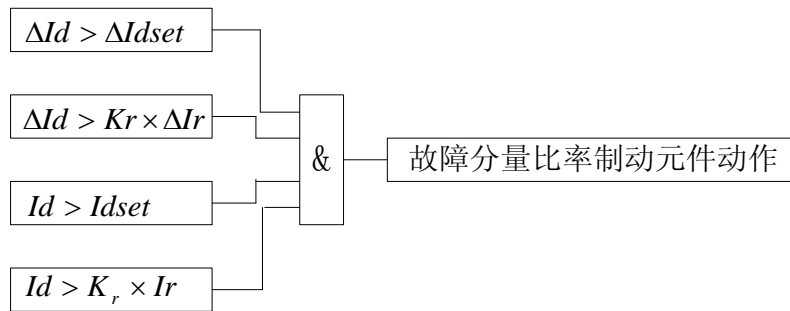 ΔId > ΔIdset
ΔId > Kr × ΔIr
Id > Idset
Id > K_r × Ir
&
故障分量比率制动元件动作